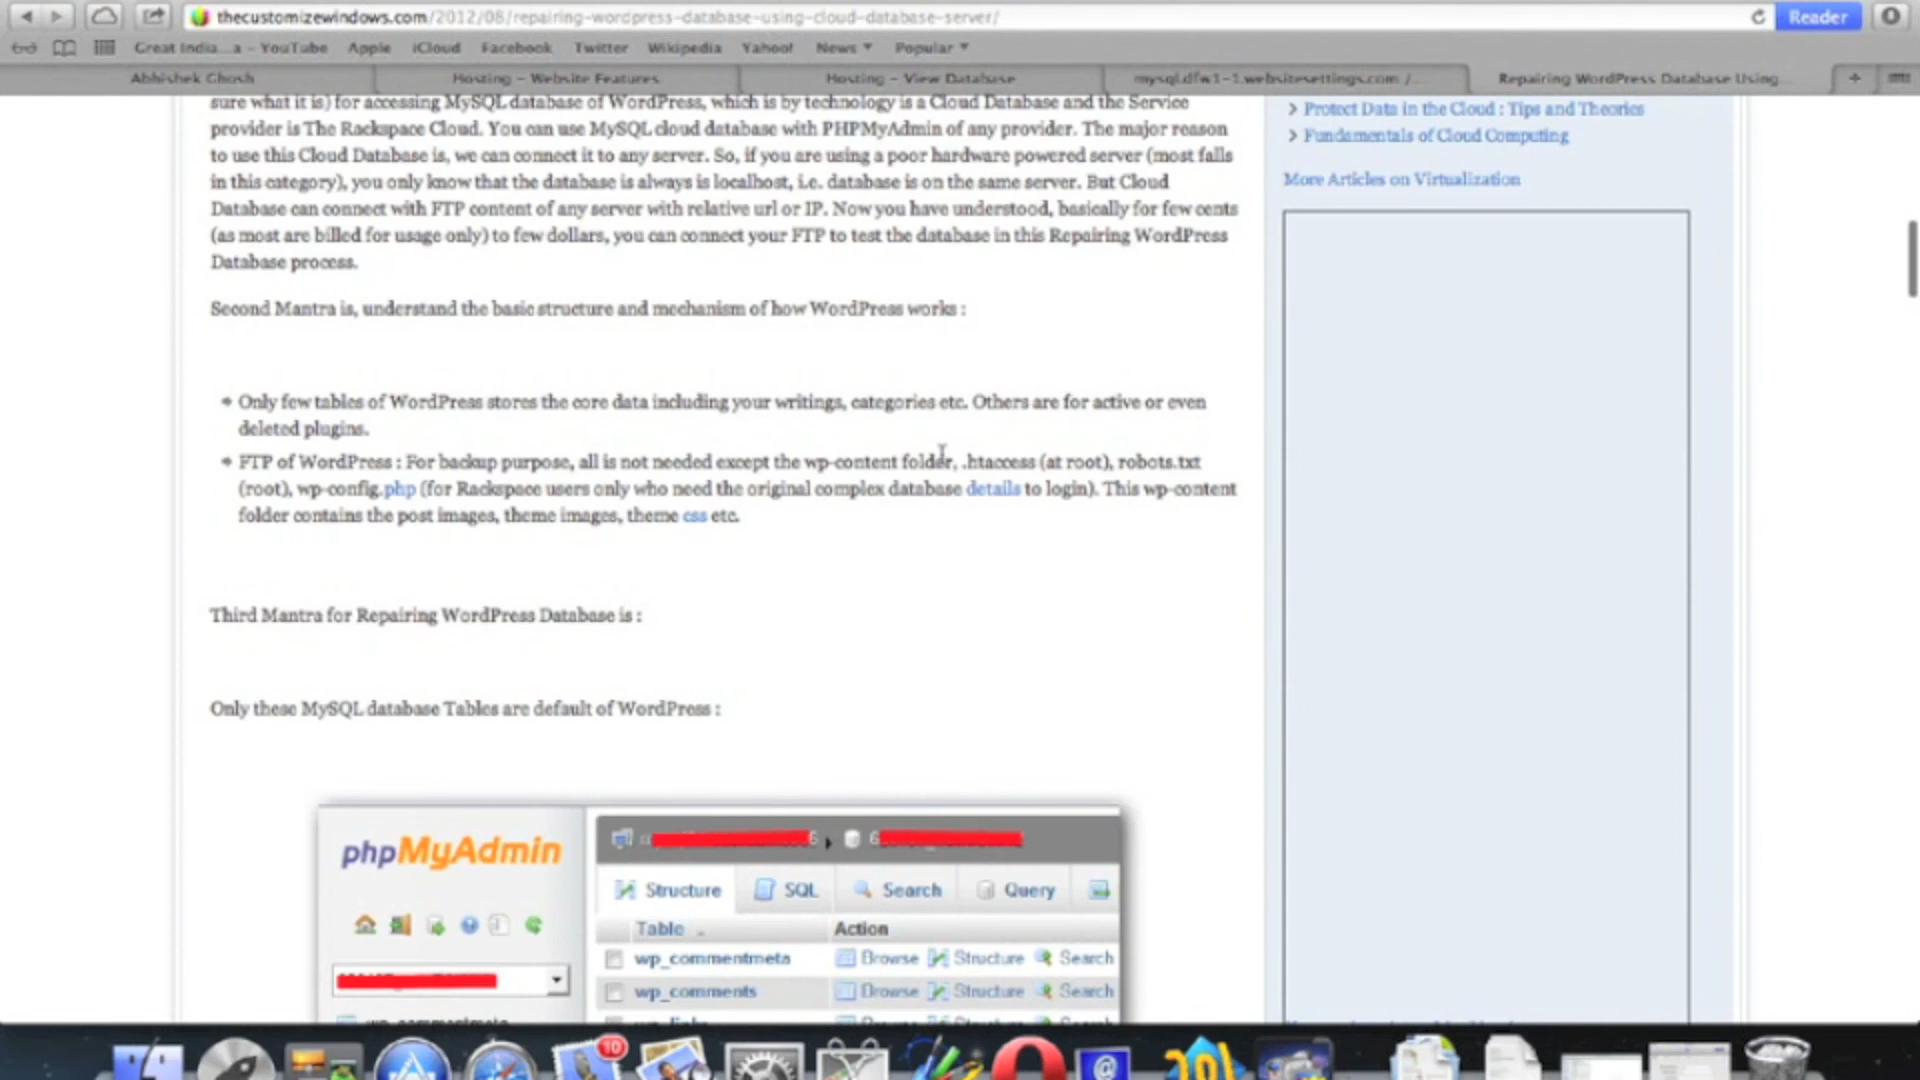 thecustomizewindows.com/2012/08/repairing-wordpress-database-using-cloud-database-server/
Reader
Great India...a – YouTube Apple iCloud Facebook Twitter Wikipedia Yahoo! News Popular
Abhishek Ghosh Hosting – Website Features Hosting – View Database mysql.dfw1-1.websitesettings.com / ... Repairing WordPress Database Using...
sure what it is) for accessing MySQL database of WordPress, which is by technology is a Cloud Database and the Service
provider is The Rackspace Cloud. You can use MySQL cloud database with PHPMyAdmin of any provider. The major reason
to use this Cloud Database is, we can connect it to any server. So, if you are using a poor hardware powered server (most falls
in this category), you only know that the database is always is localhost, i.e. database is on the same server. But Cloud
Database can connect with FTP content of any server with relative url or IP. Now you have understood, basically for few cents
(as most are billed for usage only) to few dollars, you can connect your FTP to test the database in this Repairing WordPress
Database process.
Second Mantra is, understand the basic structure and mechanism of how WordPress works :
Only few tables of WordPress stores the core data including your writings, categories etc. Others are for active or even
deleted plugins.
FTP of WordPress : For backup purpose, all is not needed except the wp-content folder, .htaccess (at root), robots.txt
(root), wp-config.php (for Rackspace users only who need the original complex database details to login). This wp-content
folder contains the post images, theme images, theme css etc.
Third Mantra for Repairing WordPress Database is :
Only these MySQL database Tables are default of WordPress :
Protect Data in the Cloud : Tips and Theories
Fundamentals of Cloud Computing
More Articles on Virtualization
phpMyAdmin
6 6
Structure SQL Search Query
Table Action
wp_commentmeta Browse Structure Search
wp_comments Browse Structure Search
wp_commentmeta
wp_links Browse Structure Search
10